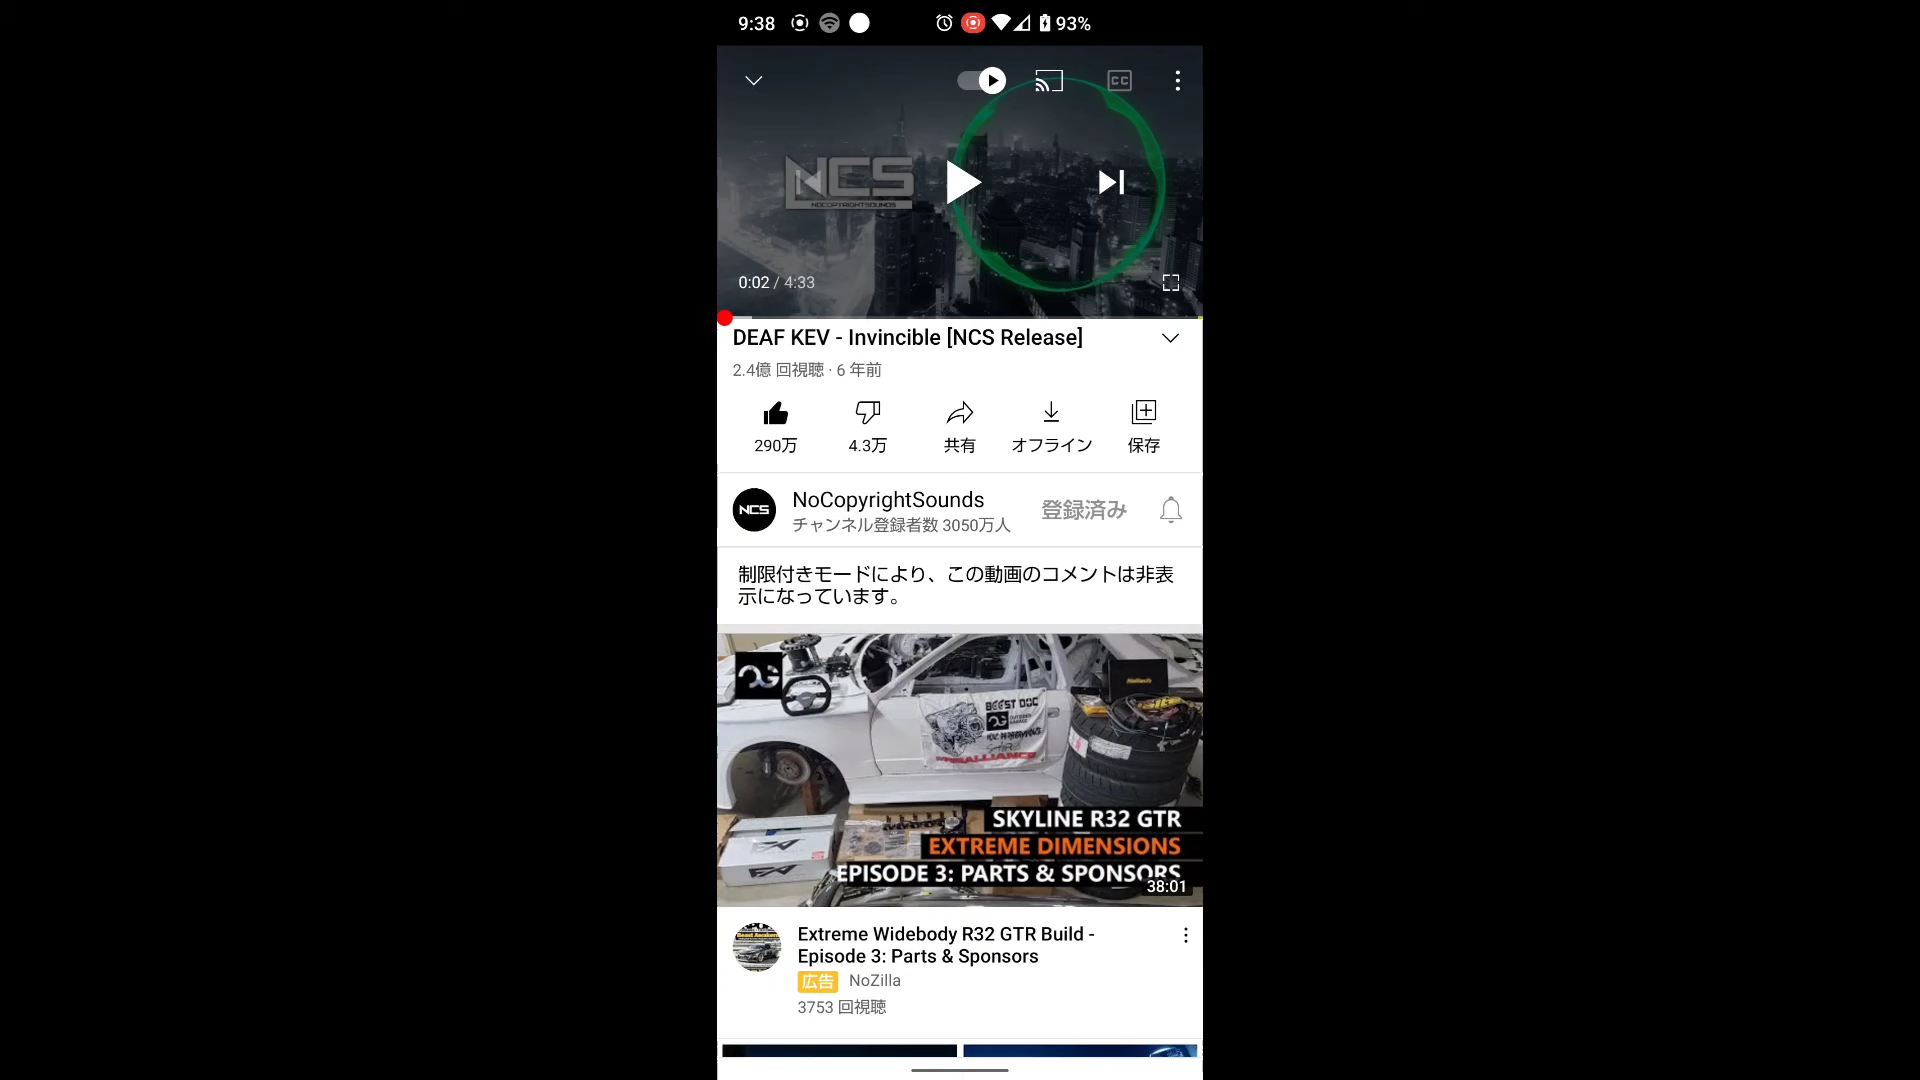 9:38
93%
CC
NCS
NOCOPYRIGHTSOUNDS
0:02 / 4:33
DEAF KEV - Invincible [NCS Release]
2.4億 回視聴 · 6 年前
290万
4.3万
共有
オフライン
保存
NCS
NoCopyrightSounds
チャンネル登録者数 3050万人
登録済み
制限付きモードにより、この動画のコメントは非表
示になっています。
SKYLINE R32 GTR
EXTREME DIMENSIONS
EPISODE 3: PARTS & SPONSORS
38:01
Extreme Widebody R32 GTR Build -
Episode 3: Parts & Sponsors
広告 NoZilla
3753 回視聴